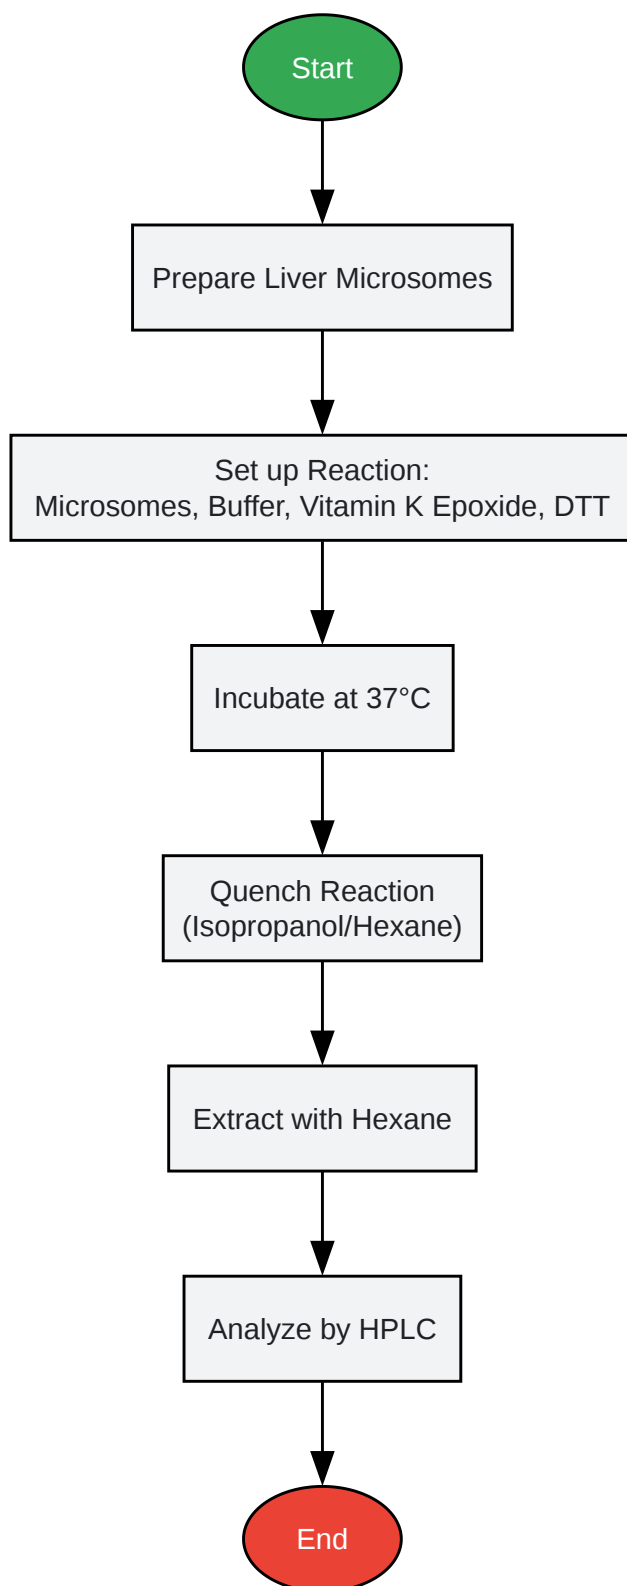 Start
Prepare Liver Microsomes
Set up Reaction:
Microsomes, Buffer, Vitamin K Epoxide, DTT
Incubate at 37°C
Quench Reaction
(Isopropanol/Hexane)
Extract with Hexane
Analyze by HPLC
End